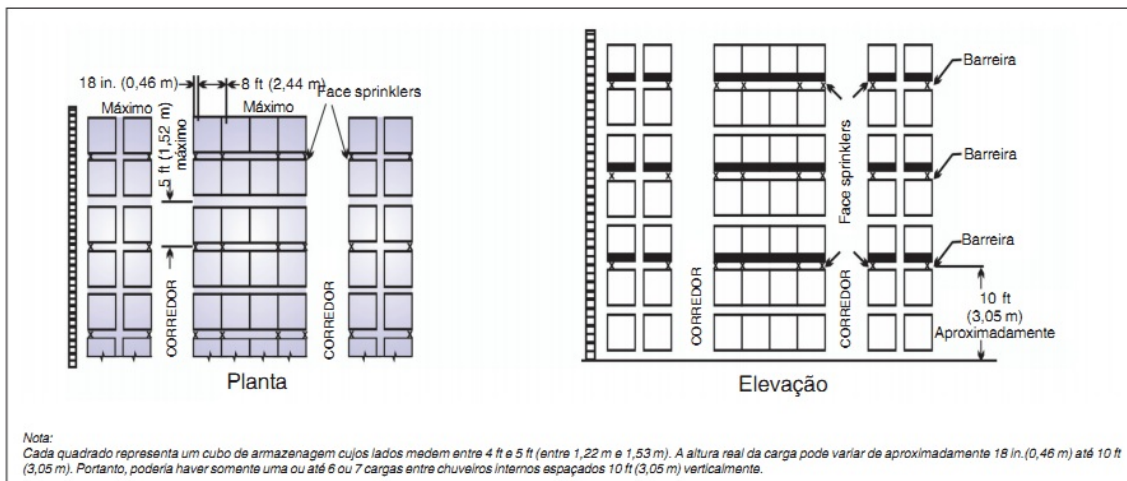 18 in. (0,46 m)
8 ft (2,44 m)
Face sprinklers
Máximo
Máximo
5 ft (1,52 m)
máximo
CORREDOR
CORREDOR
Planta
Barreira
Face sprinklers
Barreira
Barreira
CORREDOR
CORREDOR
10 ft
(3,05 m)
Aproximadamente
Elevação
Nota:
Cada quadrado representa um cubo de armazenagem cujos lados medem entre 4 ft e 5 ft (entre 1,22 m e 1,53 m). A altura real da carga pode variar de aproximadamente 18 in.(0,46 m) até 10 ft
(3,05 m). Portanto, poderia haver somente uma ou até 6 ou 7 cargas entre chuveiros internos espaçados 10 ft (3,05 m) verticalmente.